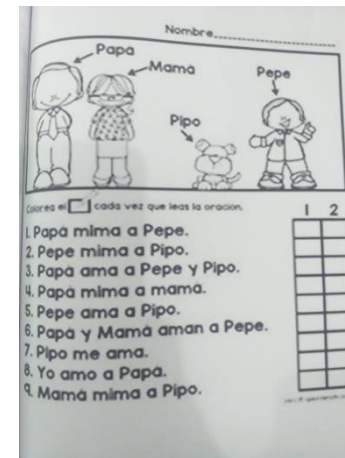 Nombre
Papá
Mamá
Pepe
Pipo
Colorea el cada vez que leas la oración.
1 2
1. Papá mima a Pepe.
2. Pepe mima a Pipo.
3. Papá ama a Pepe y Pipo.
4. Papá mima a mamá.
5. Pepe ama a Pipo.
6. Papá y Mamá aman a Pepe.
7. Pipo me ama.
8. Yo amo a Papá.
9. Mamá mima a Pipo.